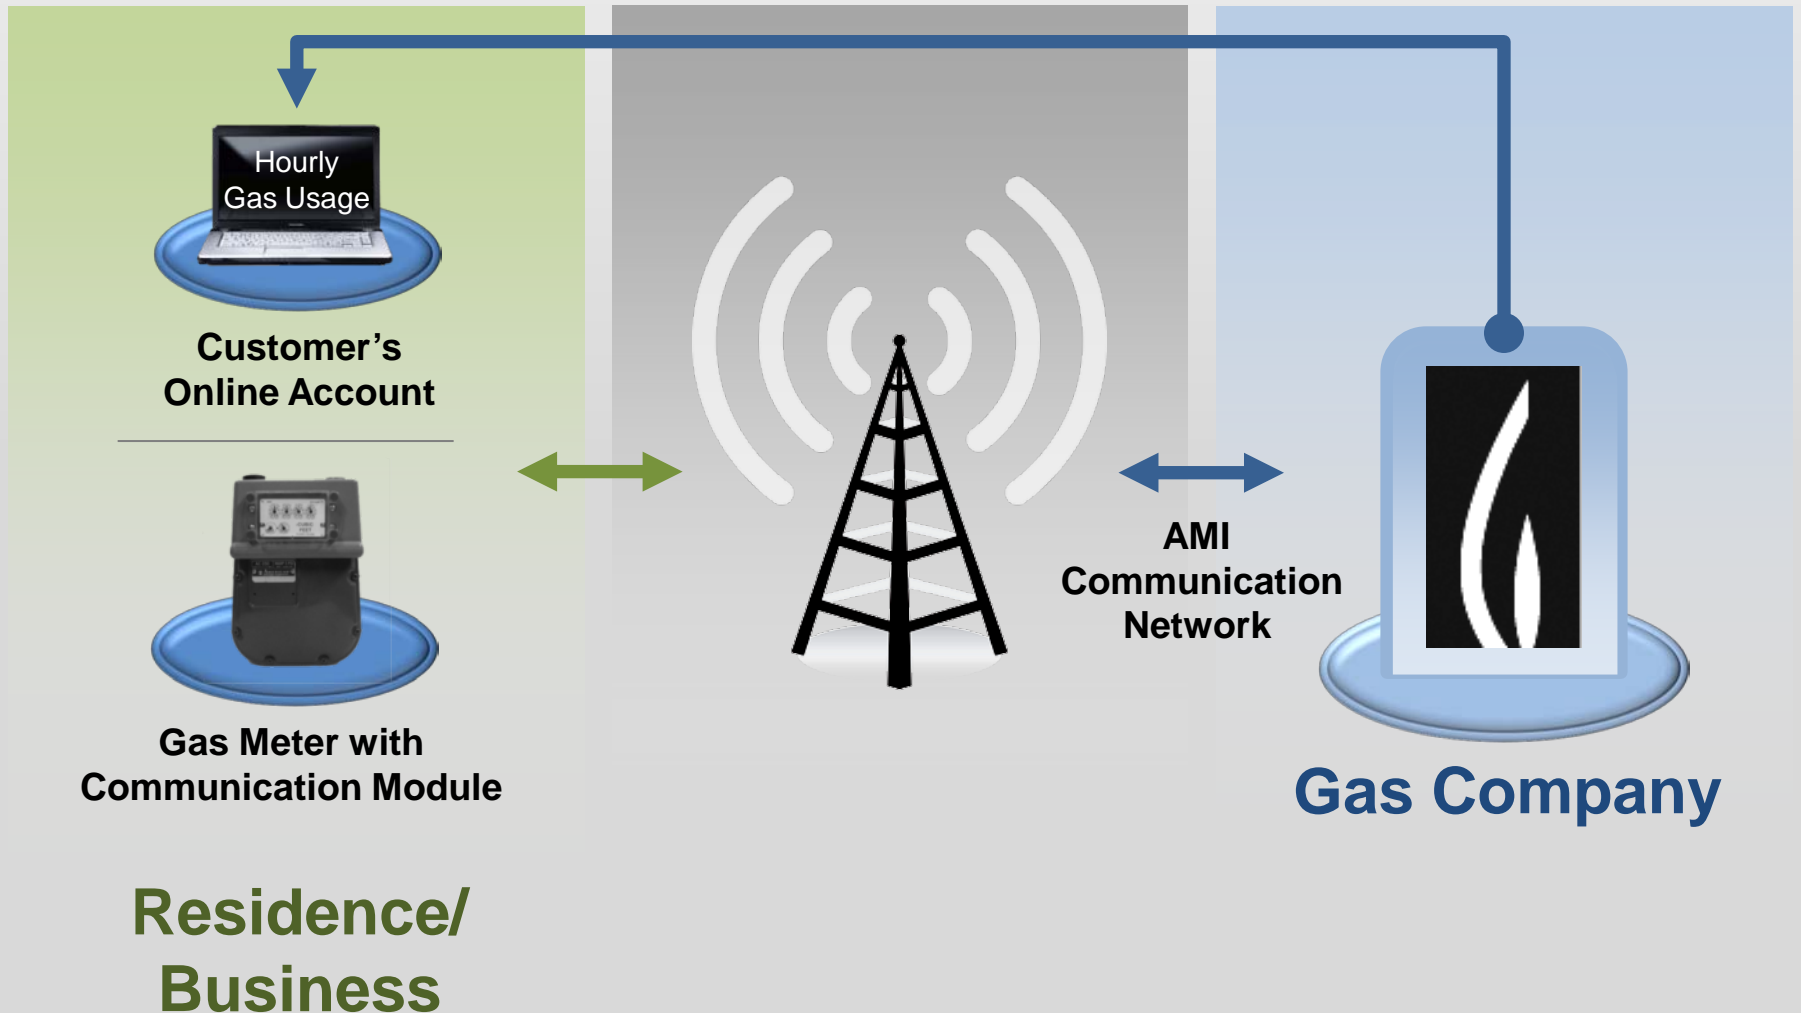 Hourly
Gas Usage
Customer’s
Online Account
Gas Meter with
Communication Module
Residence/
Business
AMI
Communication
Network
Gas Company